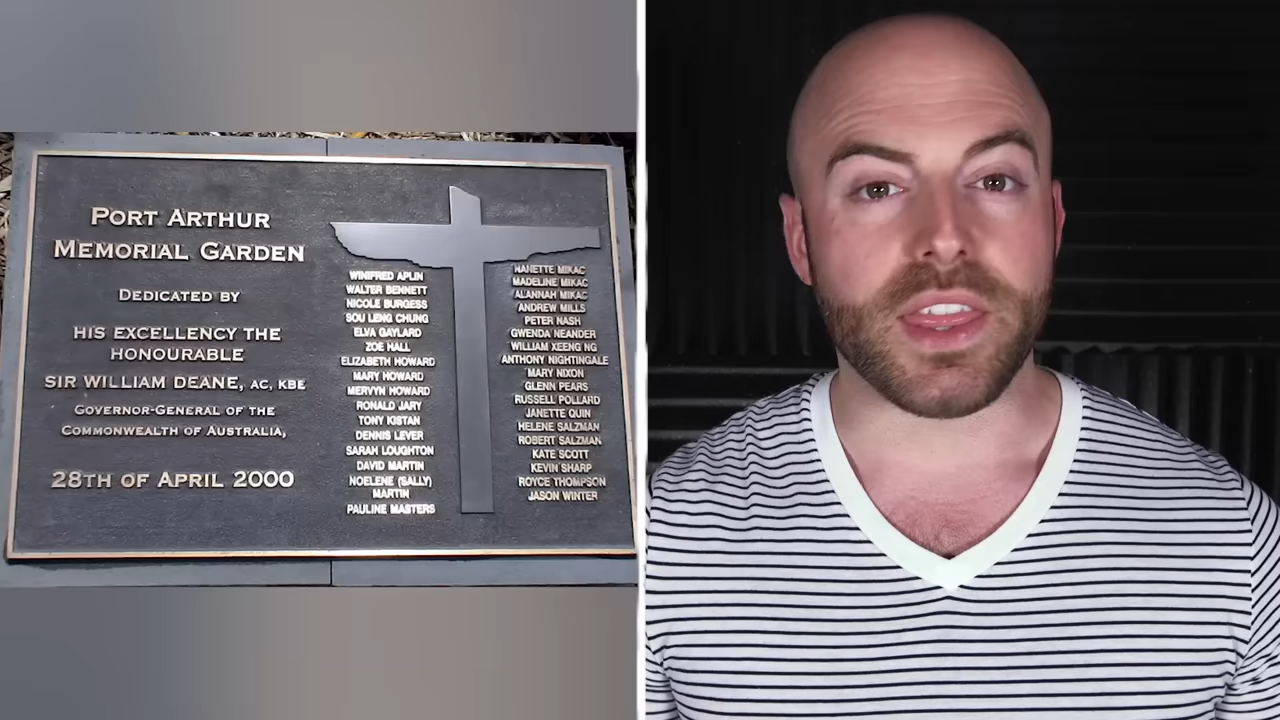 PORT ARTHUR
MEMORIAL GARDEN
DEDICATED BY
HIS EXCELLENCY THE
HONOURABLE
SIR WILLIAM DEANE, AC, KBE
GOVERNOR-GENERAL OF THE
COMMONWEALTH OF AUSTRALIA,
28TH OF APRIL 2000
WINIFRED APLIN
WALTER BENNETT
NICOLE BURGESS
SOU LENG CHUNG
ELVA GAYLARD
ZOE HALL
ELIZABETH HOWARD
MARY HOWARD
MERVYN HOWARD
RONALD JARY
TONY KISTAN
DENNIS LEVER
SARAH LOUGHTON
DAVID MARTIN
NOELENE (SALLY)
MARTIN
PAULINE MASTERS
NANETTE MIKAC
MADELINE MIKAC
ALANNAH MIKAC
ANDREW MILLS
PETER NASH
GWENDA NEANDER
WILLIAM XEENG NG
ANTHONY NIGHTINGALE
MARY NIXON
GLENN PEARS
RUSSELL POLLARD
JANETTE QUIN
HELENE SALZMAN
ROBERT SALZMAN
KATE SCOTT
KEVIN SHARP
ROYCE THOMPSON
JASON WINTER